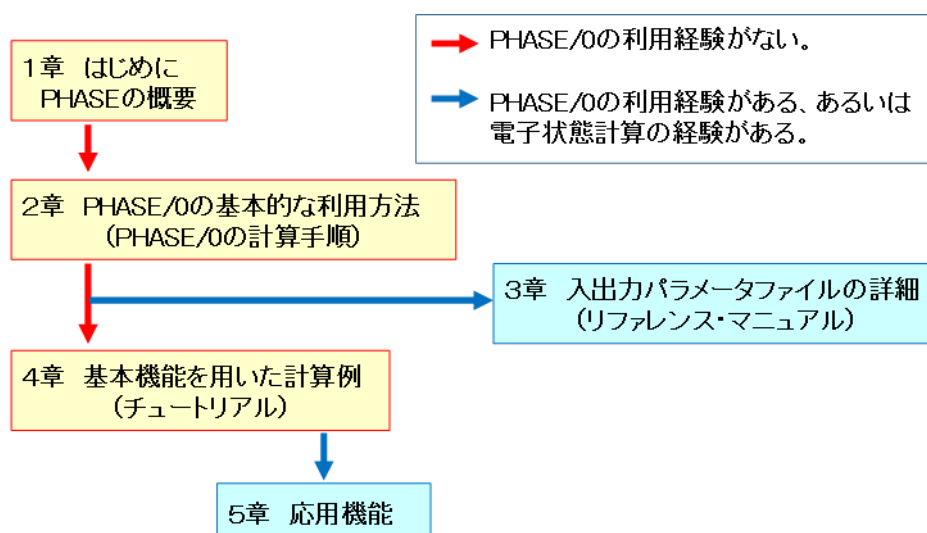 1章 はじめに
PHASEの概要
PHASE/0の利用経験がない。
PHASE/0の利用経験がある、あるいは
電子状態計算の経験がある。
2章 PHASE/0の基本的な利用方法
(PHASE/0の計算手順)
3章 入出力パラメータファイルの詳細
(リファレンス・マニュアル)
4章 基本機能を用いた計算例
(チュートリアル)
5章 応用機能